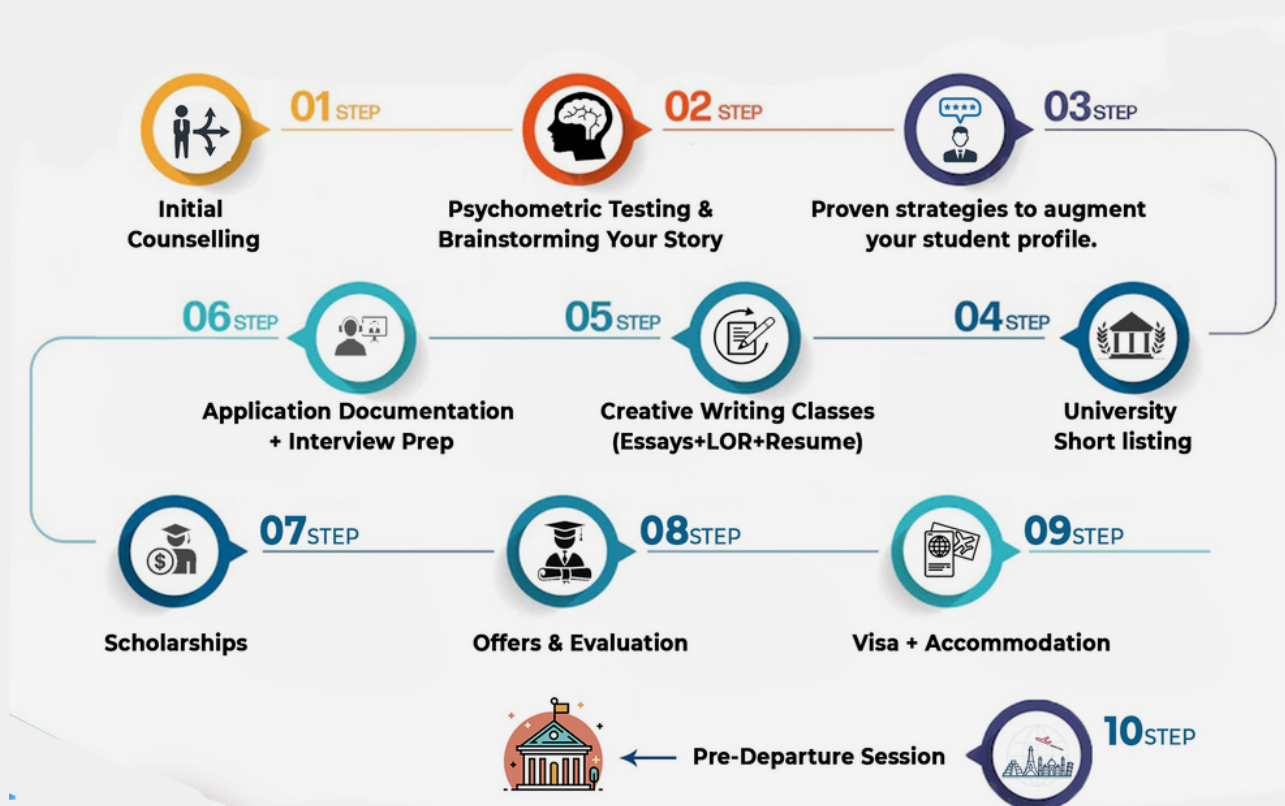 01 STEP
Initial
Counselling
02 STEP
Psychometric Testing &
Brainstorming Your Story
03 STEP
Proven strategies to augment
your student profile.
04 STEP
University
Short listing
05 STEP
Creative Writing Classes
(Essays+LOR+Resume)
06 STEP
Application Documentation
+ Interview Prep
07 STEP
Scholarships
$
08 STEP
Offers & Evaluation
09 STEP
Visa + Accommodation
10 STEP
Pre-Departure Session